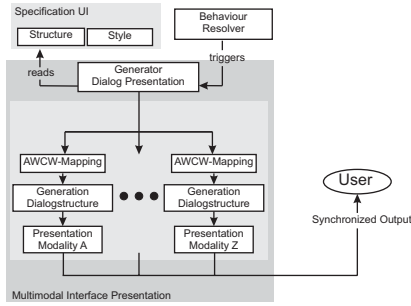 Specification UI
Structure
Style
Behaviour
Resolver
reads
triggers
Generator
Dialog Presentation
AWCW-Mapping
AWCW-Mapping
Generation
Dialogstructure
Generation
Dialogstructure
Presentation
Modality A
Presentation
Modality Z
User
Synchronized Output
Multimodal Interface Presentation